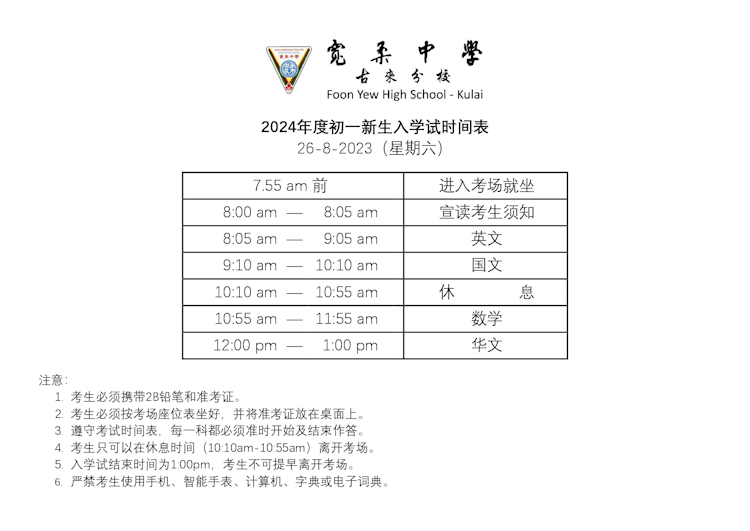 寬柔中學
古來分校
Foon Yew High School - Kulai
2024年度初一新生入学试时间表
26-8-2023（星期六）
7.55 am 前 进入考场就坐
8:00 am — 8:05 am 宣读考生须知
8:05 am — 9:05 am 英文
9:10 am — 10:10 am 国文
10:10 am — 10:55 am 休 息
10:55 am — 11:55 am 数学
12:00 pm — 1:00 pm 华文
注意：
1. 考生必须携带2B铅笔和准考证。
2. 考生必须按考场座位表坐好，并将准考证放在桌面上。
3. 遵守考试时间表，每一科都必须准时开始及结束作答。
4. 考生只可以在休息时间（10:10am-10:55am）离开考场。
5. 入学试结束时间为1:00pm，考生不可提早离开考场。
6. 严禁考生使用手机、智能手表、计算机、字典或电子词典。